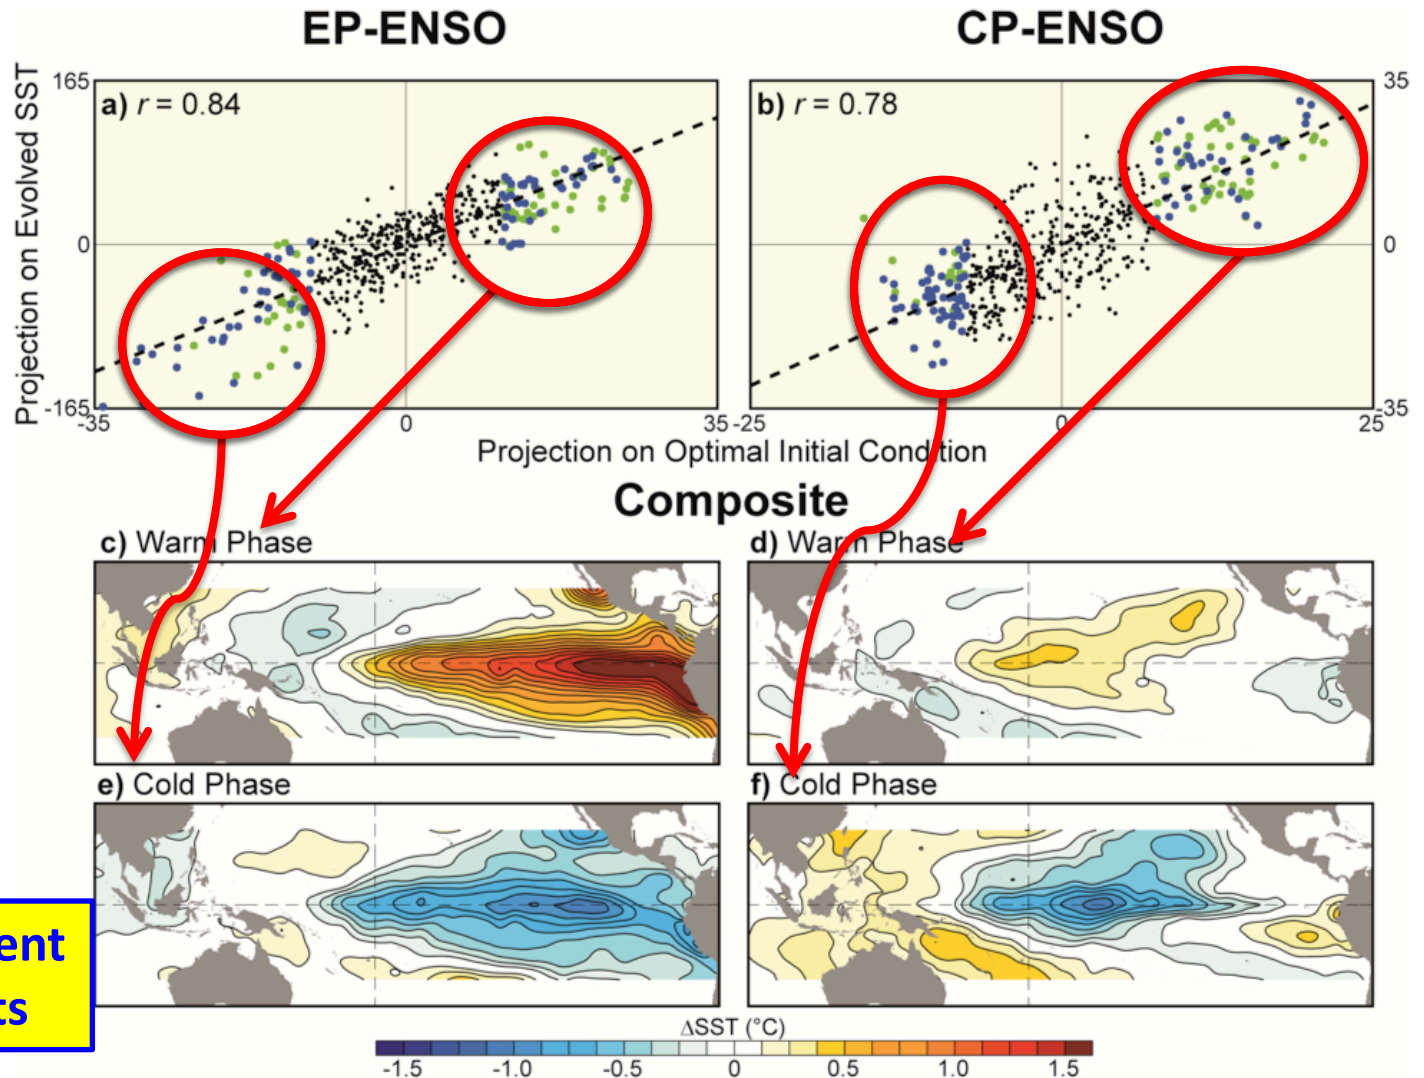 EP-ENSO
CP-ENSO
Projection on Evolved SST
165
0
-165
a) r = 0.84
-35
0
35
b) r = 0.78
35
0
-35
-25
0
25
Projection on Optimal Initial Condition
Composite
c) Warm Phase
d) Warm Phase
e) Cold Phase
f) Cold Phase
ΔSST (°C)
-1.5 -1.0 -0.5 0 0.5 1.0 1.5